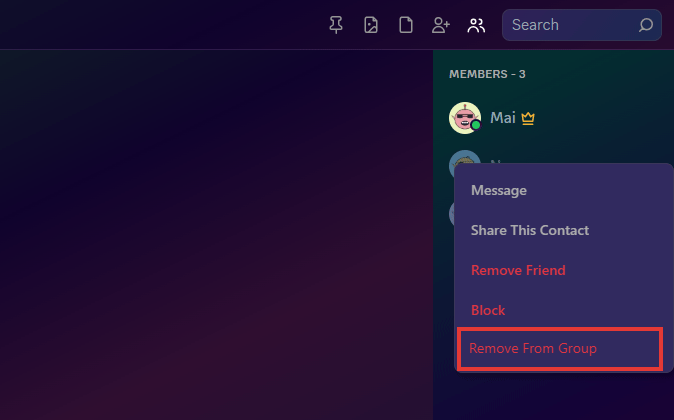 Search
MEMBERS - 3
Mai
Message
Share This Contact
Remove Friend
Block
Remove From Group